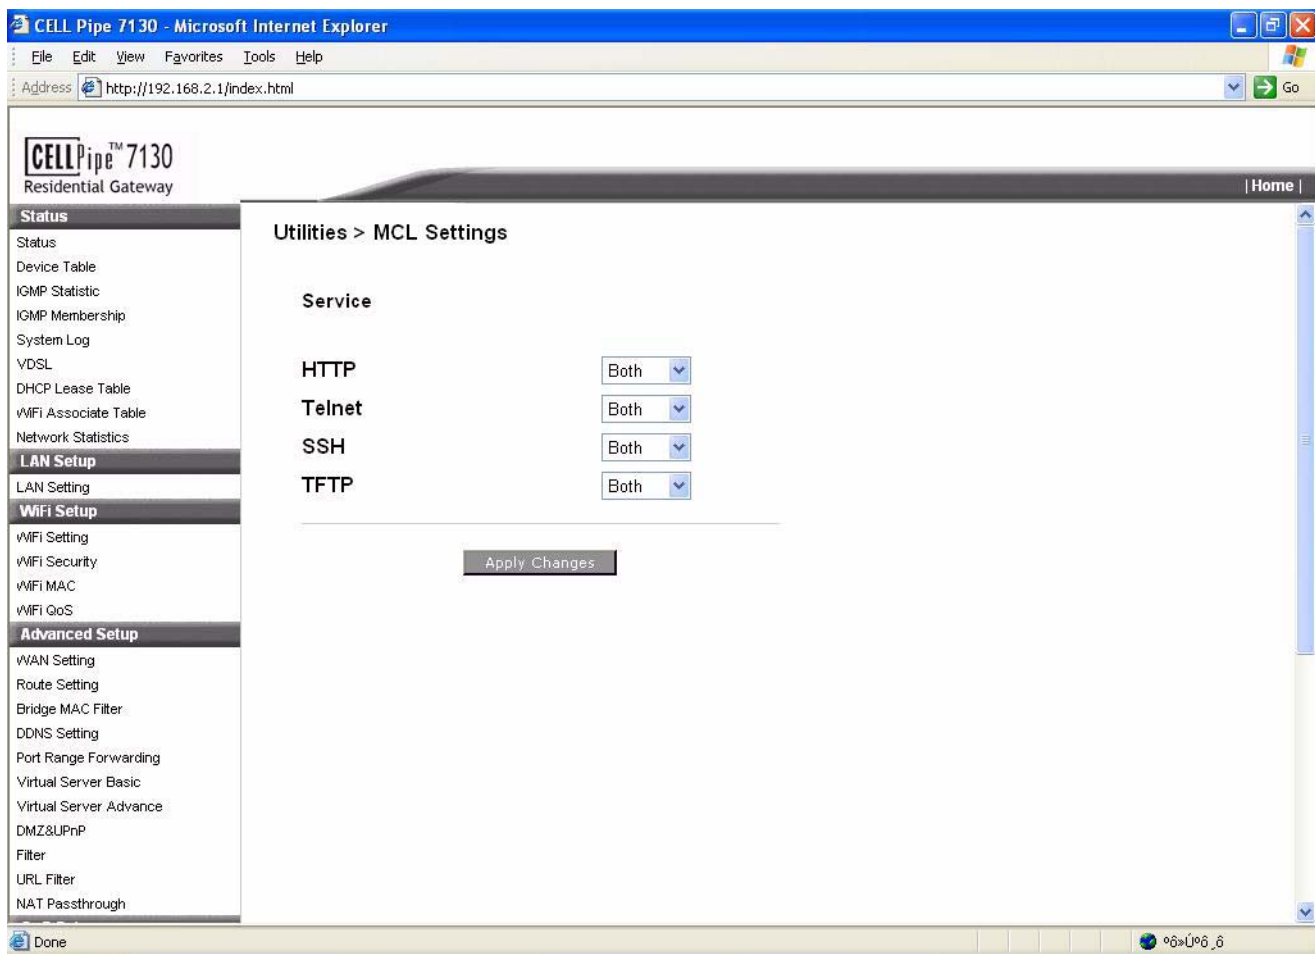 CELL Pipe 7130 - Microsoft Internet Explorer
File Edit View Favorites Tools Help
Address http://192.168.2.1/index.html Go
CELLPipe™ 7130
Residential Gateway
| Home |
Status
Status
Device Table
IGMP Statistic
IGMP Membership
System Log
VDSL
DHCP Lease Table
WiFi Associate Table
Network Statistics
LAN Setup
LAN Setting
WiFi Setup
WiFi Setting
WiFi Security
WiFi MAC
WiFi QoS
Advanced Setup
WAN Setting
Route Setting
Bridge MAC Filter
DDNS Setting
Port Range Forwarding
Virtual Server Basic
Virtual Server Advance
DMZ&UPnP
Filter
URL Filter
NAT Passthrough
Utilities > MCL Settings
Service
HTTP Both
Telnet Both
SSH Both
TFTP Both
Apply Changes
Done